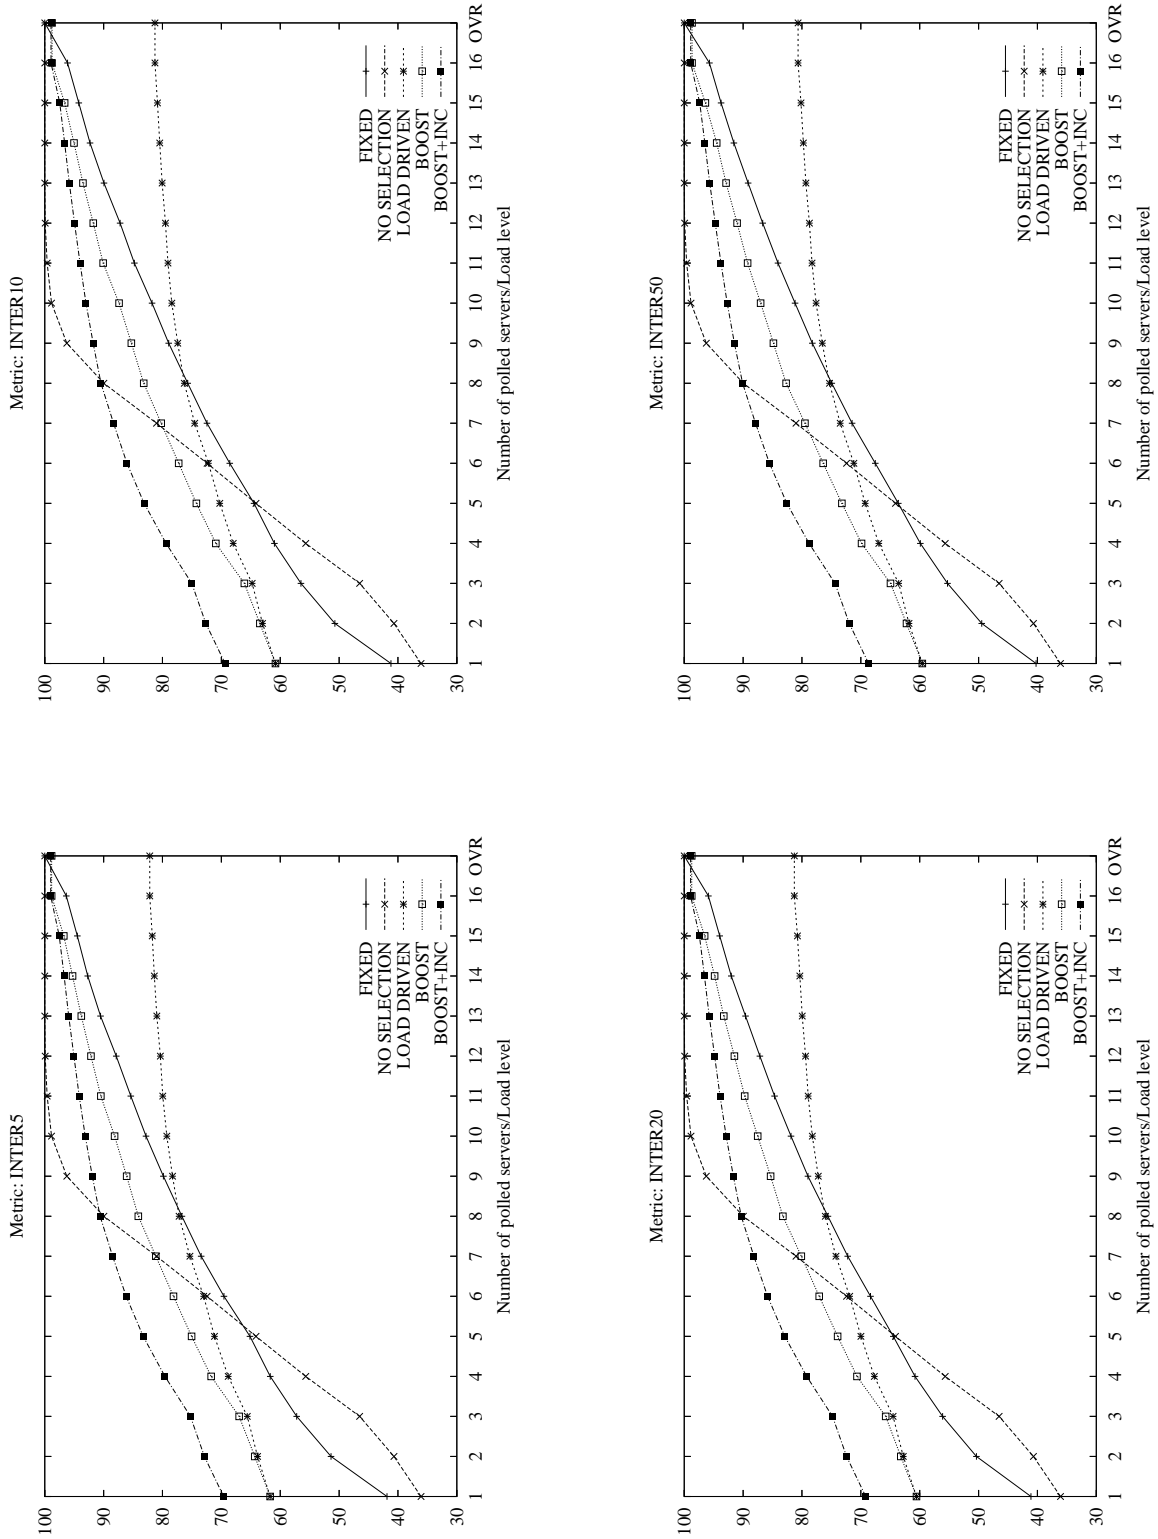 Metric: INTER5
100
90
80
70
60
50
40
30
FIXED
NO SELECTION
LOAD DRIVEN
BOOST
BOOST+INC
1 2 3 4 5 6 7 8 9 10 11 12 13 14 15 16 OVR
Number of polled servers/Load level
Metric: INTER10
100
90
80
70
60
50
40
30
FIXED
NO SELECTION
LOAD DRIVEN
BOOST
BOOST+INC
1 2 3 4 5 6 7 8 9 10 11 12 13 14 15 16 OVR
Number of polled servers/Load level
Metric: INTER20
100
90
80
70
60
50
40
30
FIXED
NO SELECTION
LOAD DRIVEN
BOOST
BOOST+INC
1 2 3 4 5 6 7 8 9 10 11 12 13 14 15 16 OVR
Number of polled servers/Load level
Metric: INTER50
100
90
80
70
60
50
40
30
FIXED
NO SELECTION
LOAD DRIVEN
BOOST
BOOST+INC
1 2 3 4 5 6 7 8 9 10 11 12 13 14 15 16 OVR
Number of polled servers/Load level